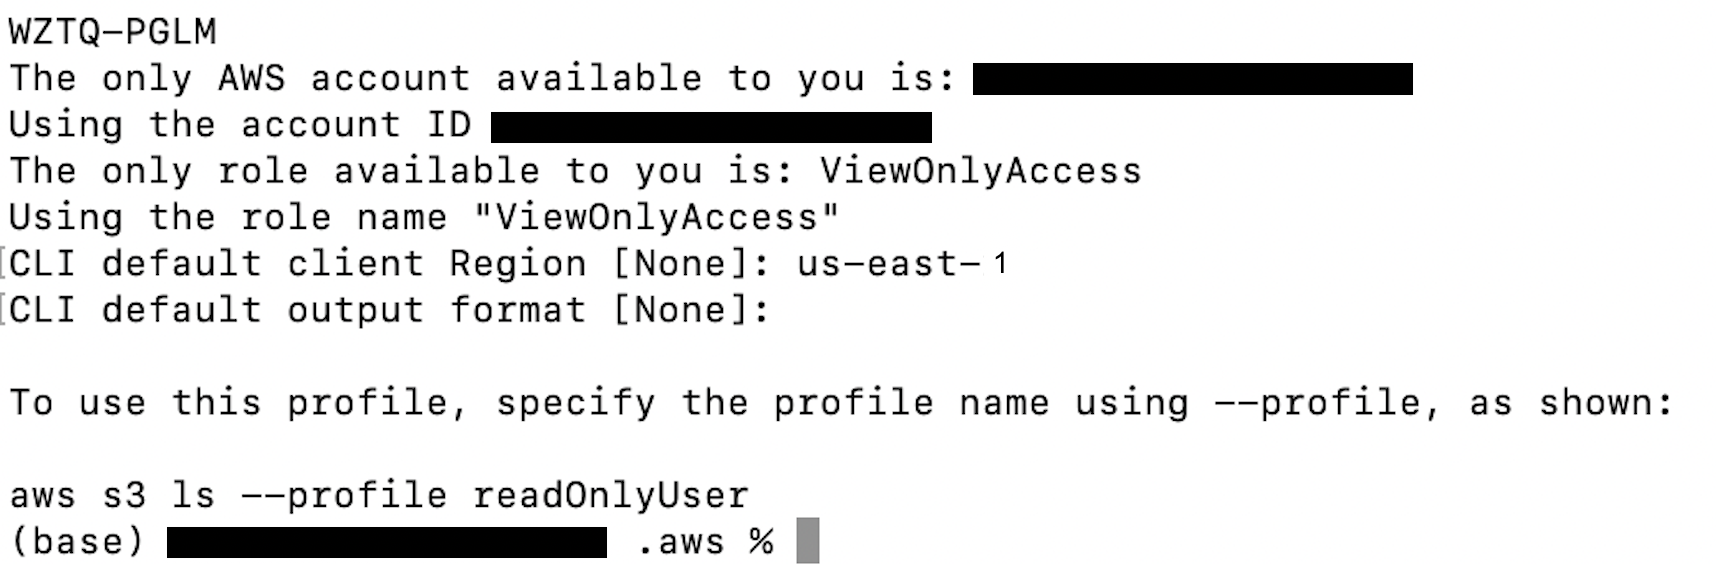 WZTQ-PGLM
The only AWS account available to you is:
Using the account ID
The only role available to you is: ViewOnlyAccess
Using the role name "ViewOnlyAccess"
[CLI default client Region [None]: us-east-1
[CLI default output format [None]:
To use this profile, specify the profile name using --profile, as shown:
aws s3 ls --profile readOnlyUser
(base) .aws %